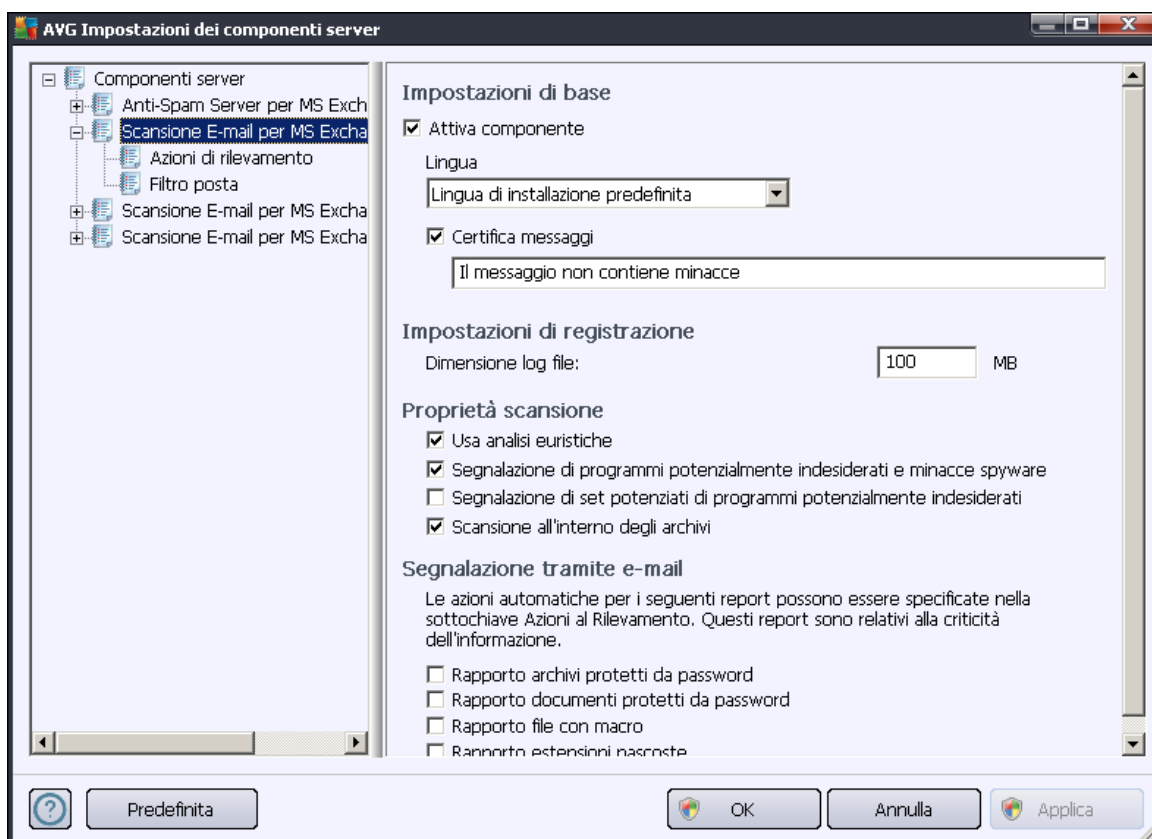 AVG Impostazioni dei componenti server
Componenti server
Anti-Spam Server per MS Exch
Scansione E-mail per MS Excha
Azioni di rilevamento
Filtro posta
Scansione E-mail per MS Excha
Scansione E-mail per MS Excha
Impostazioni di base
Attiva componente
Lingua
Lingua di installazione predefinita
Certifica messaggi
Il messaggio non contiene minacce
Impostazioni di registrazione
Dimensione log file:
100 MB
Proprietà scansione
Usa analisi euristiche
Segnalazione di programmi potenzialmente indesiderati e minacce spyware
Segnalazione di set potenziati di programmi potenzialmente indesiderati
Scansione all'interno degli archivi
Segnalazione tramite e-mail
Le azioni automatiche per i seguenti report possono essere specificate nella
sottochiave Azioni al Rilevamento. Questi report sono relativi alla criticità
dell'informazione.
Rapporto archivi protetti da password
Rapporto documenti protetti da password
Rapporto file con macro
Rapporto estensioni nascoste
Predefinita
OK
Annulla
Applica